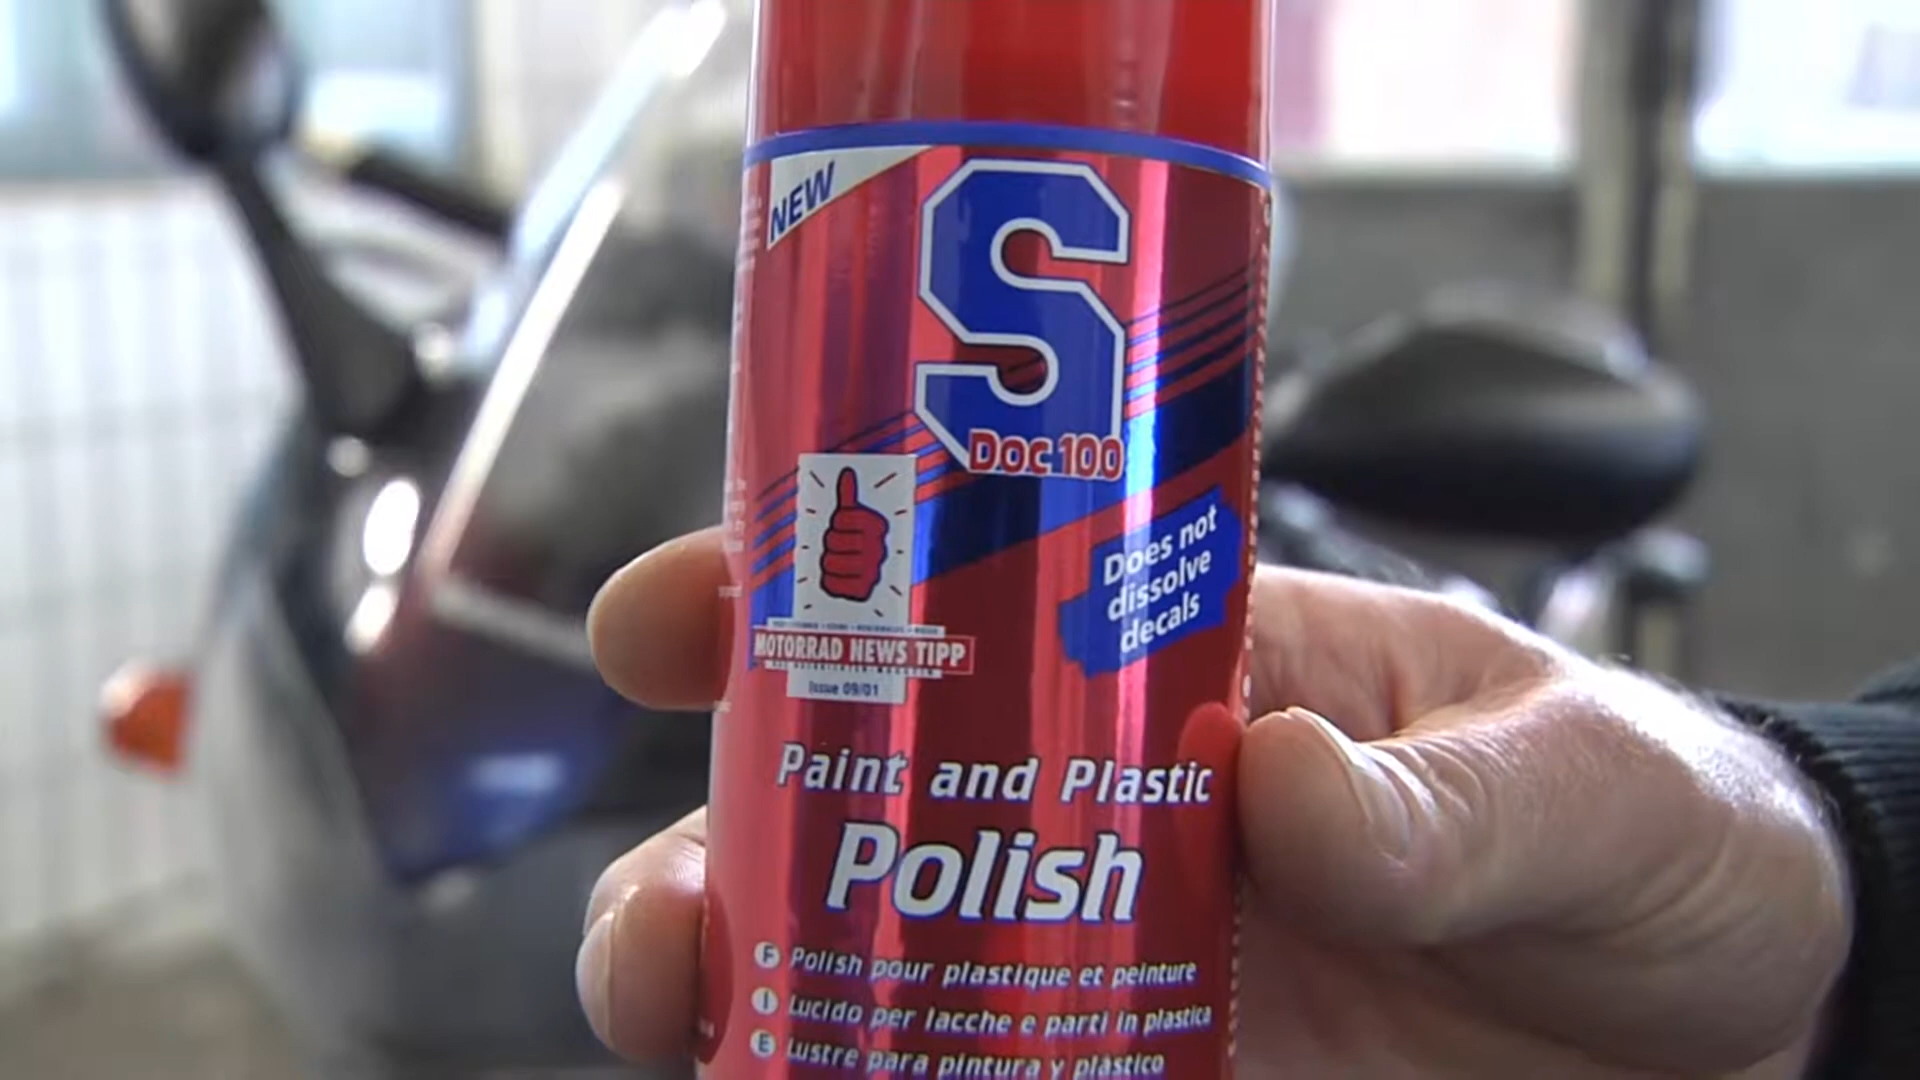 NEW
S
Doc 100
Does not
dissolve
decals
MOTORRAD NEWS TIPP
Issue 09/01
Paint and Plastic
Polish
F Polish pour plastique et peinture
I Lucido per lacche e parti in plastica
E Lustre para pintura y plástico